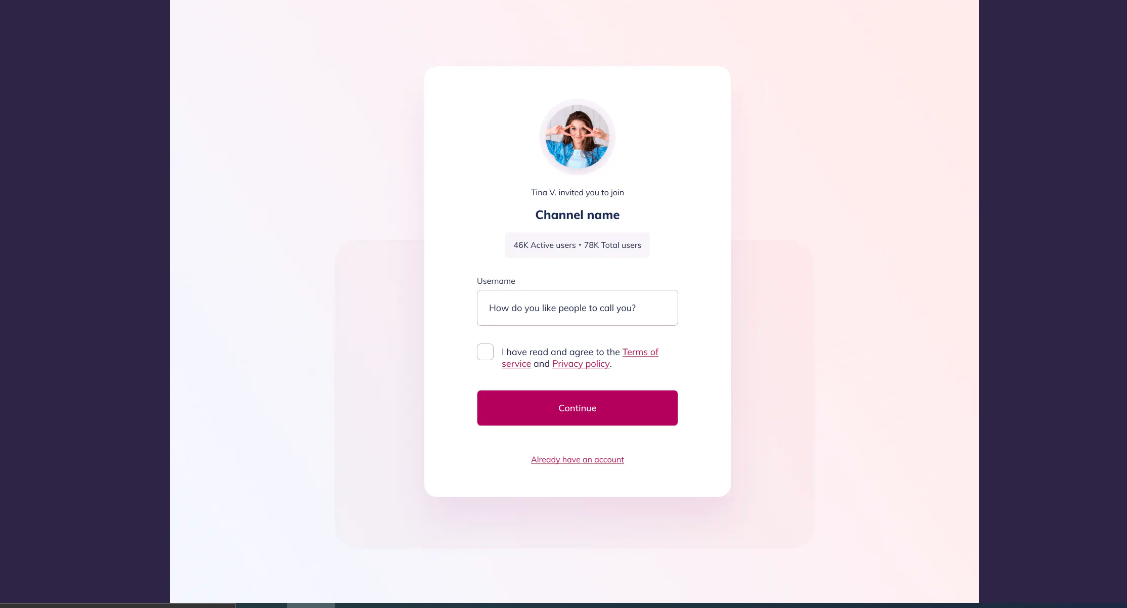 Tina V. invited you to join
Channel name
46K Active users • 78K Total users
Username
How do you like people to call you?
I have read and agree to the Terms of
service and Privacy policy.
Continue
Already have an account